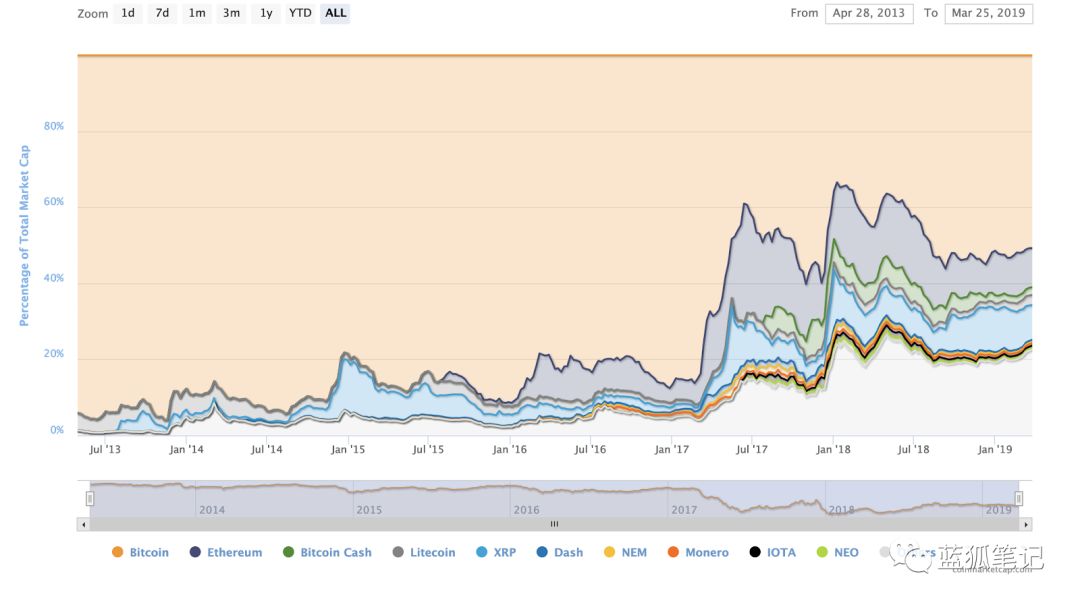 Zoom 1d 7d 1m 3m 1y YTD ALL From Apr 28, 2013 To Mar 25, 2019
Percentage of Total Market Cap
80%
60%
40%
20%
0%
Jul '13 Jan '14 Jul '14 Jan '15 Jul '15 Jan '16 Jul '16 Jan '17 Jul '17 Jan '18 Jul '18 Jan '19
2014 2015 2016 2017 2018 2019
Bitcoin Ethereum Bitcoin Cash Litecoin XRP Dash NEM Monero IOTA NEO
蓝狐笔记
coinmarketcap.com